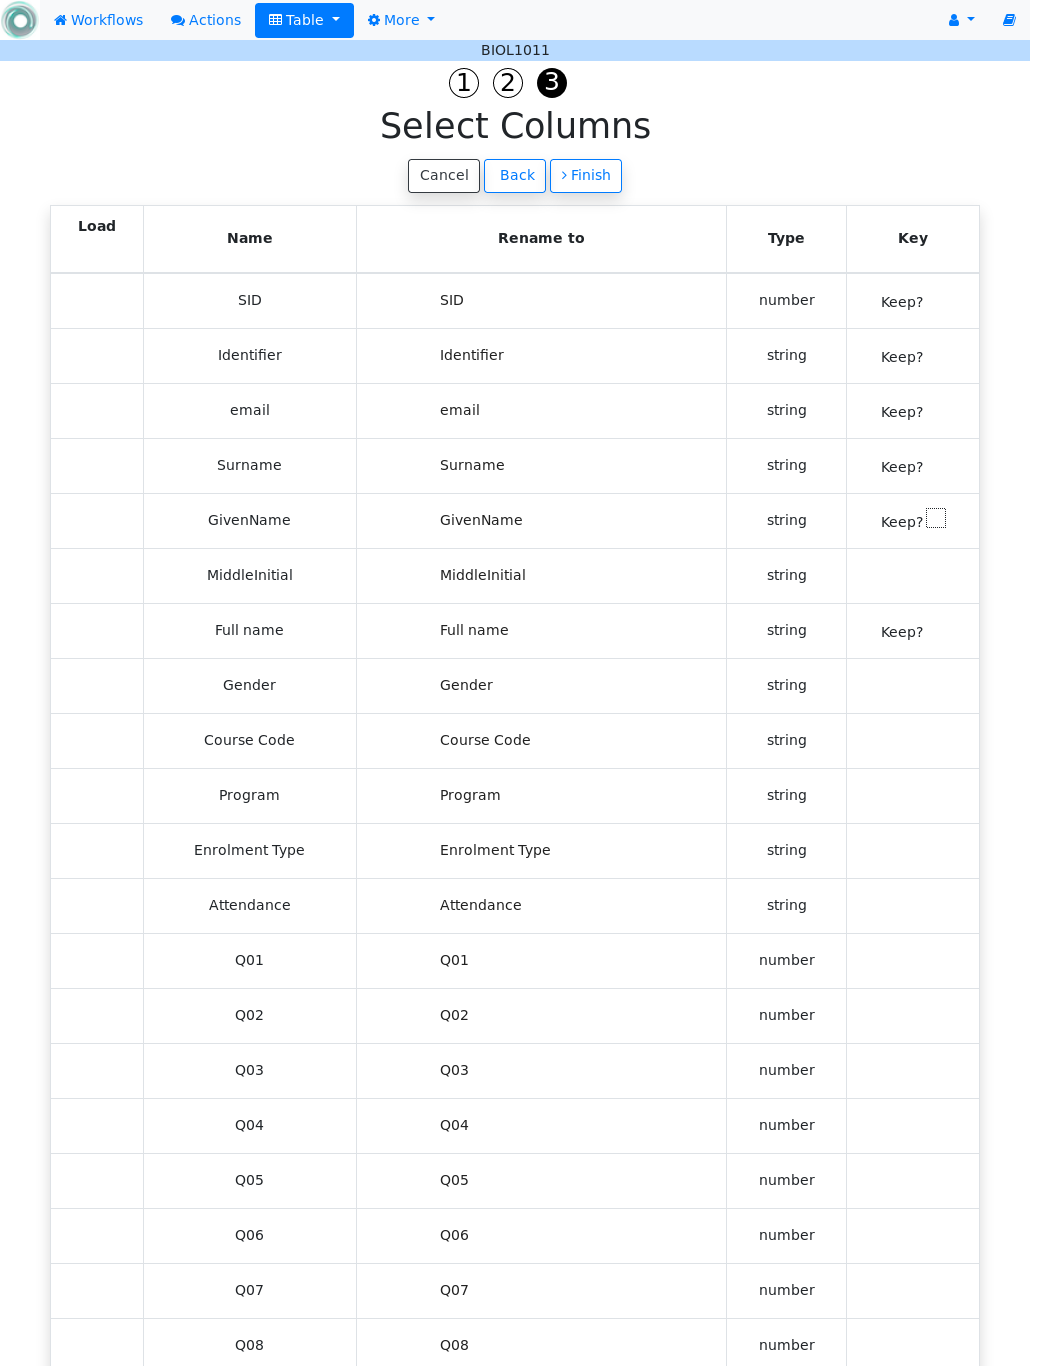 Workflows Actions Table More
BIOL1011
1 2 3
Select Columns
Cancel Back Finish
Load Name Rename to Type Key
SID SID number Keep?
Identifier Identifier string Keep?
email email string Keep?
Surname Surname string Keep?
GivenName GivenName string Keep?
MiddleInitial MiddleInitial string
Full name Full name string Keep?
Gender Gender string
Course Code Course Code string
Program Program string
Enrolment Type Enrolment Type string
Attendance Attendance string
Q01 Q01 number
Q02 Q02 number
Q03 Q03 number
Q04 Q04 number
Q05 Q05 number
Q06 Q06 number
Q07 Q07 number
Q08 Q08 number